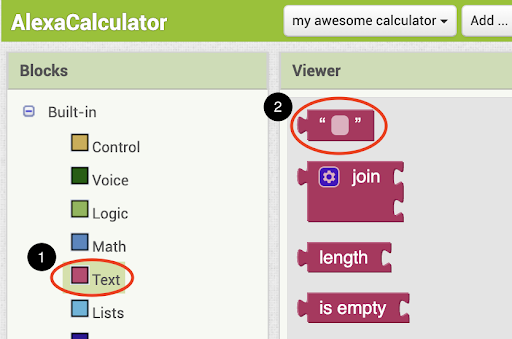 AlexaCalculator
my awesome calculator
Add ...
Blocks
Viewer
Built-in
Control
Voice
Logic
Math
1
Text
Lists
2
“ ”
join
length
is empty